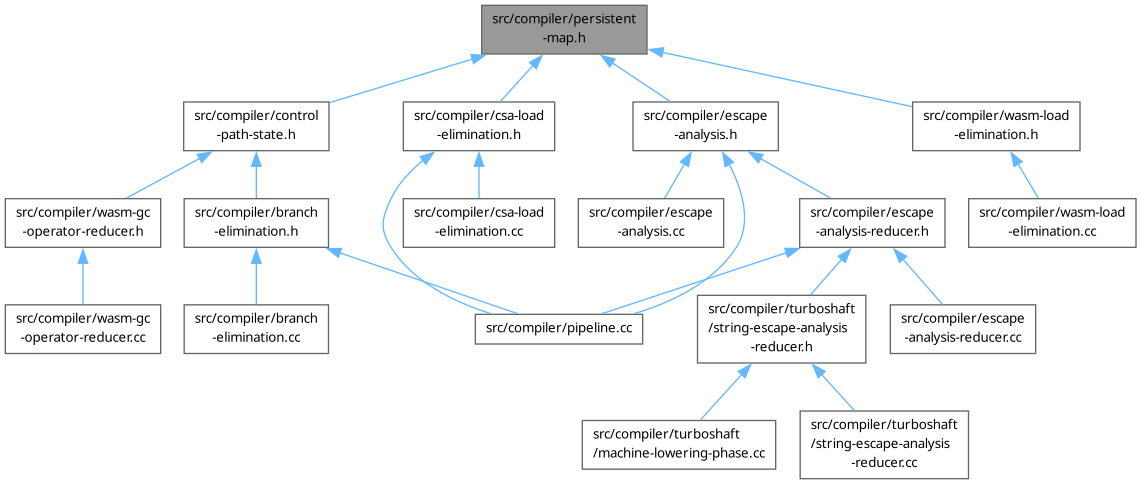 src/compiler/persistent
-map.h
src/compiler/control
-path-state.h
src/compiler/csa-load
-elimination.h
src/compiler/escape
-analysis.h
src/compiler/wasm-load
-elimination.h
src/compiler/wasm-gc
-operator-reducer.h
src/compiler/branch
-elimination.h
src/compiler/csa-load
-elimination.cc
src/compiler/escape
-analysis.cc
src/compiler/escape
-analysis-reducer.h
src/compiler/wasm-load
-elimination.cc
src/compiler/wasm-gc
-operator-reducer.cc
src/compiler/branch
-elimination.cc
src/compiler/pipeline.cc
src/compiler/turboshaft
/string-escape-analysis
-reducer.h
src/compiler/escape
-analysis-reducer.cc
src/compiler/turboshaft
/machine-lowering-phase.cc
src/compiler/turboshaft
/string-escape-analysis
-reducer.cc